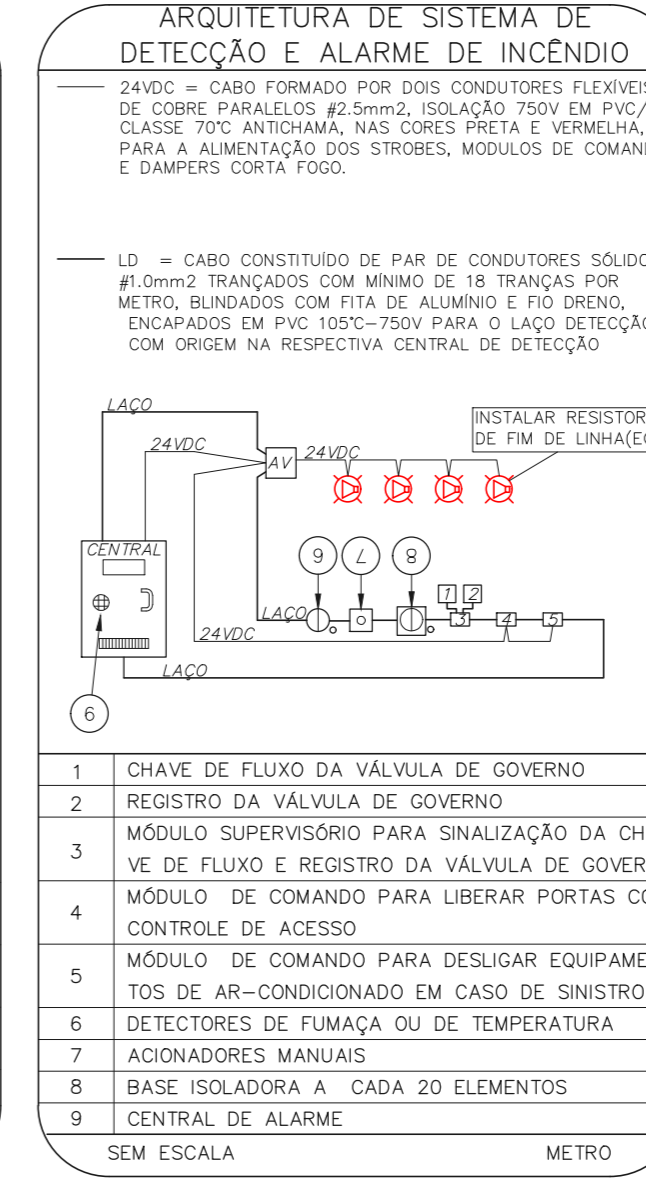 ARQUITETURA DE SISTEMA DE
DETECÇÃO E ALARME DE INCÊNDIO
24VDC = CABO FORMADO POR DOIS CONDUTORES FLEXÍVEIS
DE COBRE PARALELOS #2.5mm2, ISOLAÇÃO 750V EM PVC/
CLASSE 70°C ANTICHAMA, NAS CORES PRETA E VERMELHA,
PARA A ALIMENTAÇÃO DOS STROBES, MODULOS DE COMAN
E DAMPERS CORTA FOGO.
LD = CABO CONSTITUÍDO DE PAR DE CONDUTORES SÓLIDO
#1.0mm2 TRANÇADOS COM MÍNIMO DE 18 TRANÇAS POR
METRO, BLINDADOS COM FITA DE ALUMÍNIO E FIO DRENO,
ENCAPADOS EM PVC 105°C-750V PARA O LAÇO DETECÇÃO
COM ORIGEM NA RESPECTIVA CENTRAL DE DETECÇÃO
LAÇO
INSTALAR RESISTOR
DE FIM DE LINHA(EO
24VDC
AV
24VDC
CENTRAL
6
7
8
1
2
LAÇO
3
4
5
24VDC
LAÇO
9
1 CHAVE DE FLUXO DA VÁLVULA DE GOVERNO
2 REGISTRO DA VÁLVULA DE GOVERNO
3 MÓDULO SUPERVISÓRIO PARA SINALIZAÇÃO DA CH
VE DE FLUXO E REGISTRO DA VÁLVULA DE GOVER
4 MÓDULO DE COMANDO PARA LIBERAR PORTAS CO
CONTROLE DE ACESSO
5 MÓDULO DE COMANDO PARA DESLIGAR EQUIPAME
TOS DE AR-CONDICIONADO EM CASO DE SINISTRO
6 DETECTORES DE FUMAÇA OU DE TEMPERATURA
7 ACIONADORES MANUAIS
8 BASE ISOLADORA A CADA 20 ELEMENTOS
9 CENTRAL DE ALARME
SEM ESCALA METRO